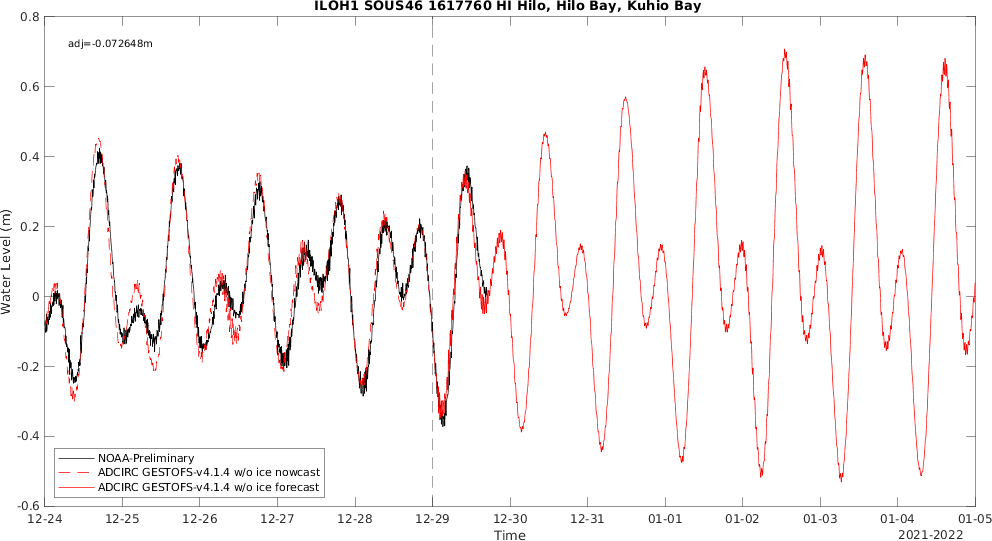 ILOH1 SOUS46 1617760 HI Hilo, Hilo Bay, Kuhio Bay
adj=-0.072648m
0.8
0.6
0.4
0.2
0
-0.2
-0.4
-0.6
Water Level (m)
NOAA-Preliminary
ADCIRC GESTOFS-v4.1.4 w/o ice nowcast
ADCIRC GESTOFS-v4.1.4 w/o ice forecast
12-24 12-25 12-26 12-27 12-28 12-29 12-30 12-31 01-01 01-02 01-03 01-04 01-05
Time
2021-2022